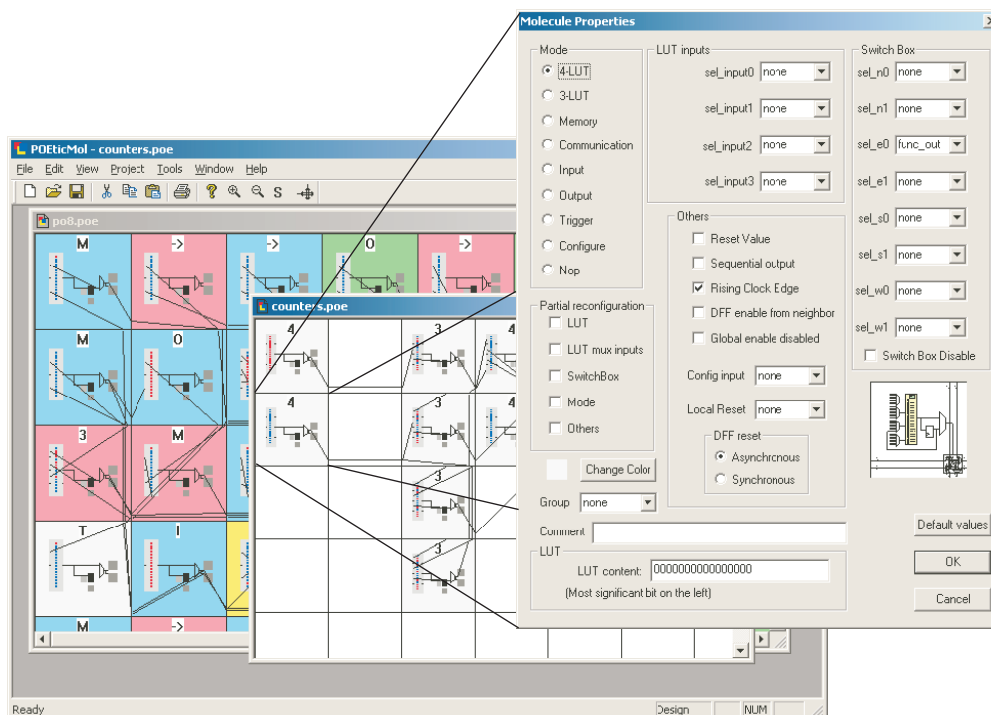 Molecule Properties
Mode
4-LUT
3-LUT
Memory
Communication
Input
Output
Trigger
Configure
Nop
LUT inputs
sel_input0 none
sel_input1 none
sel_input2 none
sel_input3 none
Switch Box
sel_n0 none
sel_n1 none
sel_e0 func_out
sel_e1 none
sel_s0 none
sel_s1 none
sel_w0 none
sel_w1 none
Switch Box Disable
Others
Reset Value
Sequential output
Rising Clock Edge
DFF enable from neighbor
Global enable disabled
Config input none
Local Reset none
DFF reset
Asynchronous
Synchronous
Partial reconfiguration
LUT
LUT mux inputs
SwitchBox
Mode
Others
Change Color
Group none
Comment
LUT
LUT content: 0000000000000000
(Most significant bit on the left)
Default values
OK
Cancel
POEticMol - counters.poe
File Edit View Project Tools Window Help
S
po8.poe
M -> -> O ->
M O
3 M
T I
M ->
counters.poe
4 3 4
4 3 4
3
3
Ready
Design NUM